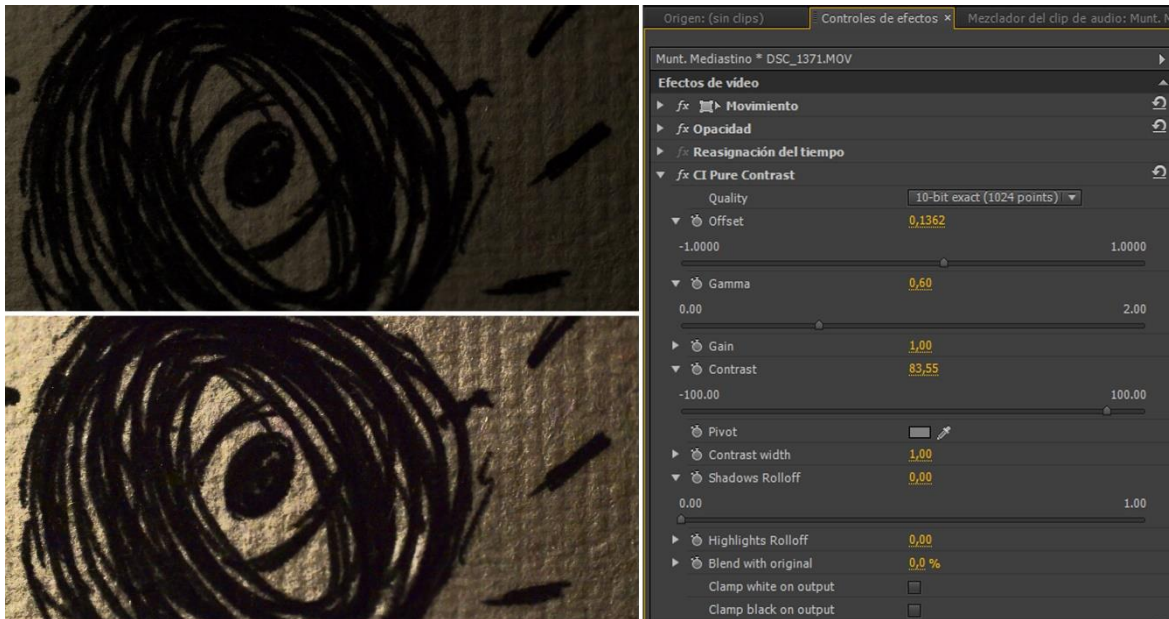 Origen: (sin clips) Controles de efectos × Mezclador del clip de audio: Munt. M
Munt. Mediastino * DSC_1371.MOV
Efectos de vídeo
fx Movimiento
fx Opacidad
fx Reasignación del tiempo
fx CI Pure Contrast
Quality 10-bit exact (1024 points)
Offset 0,1362
-1.0000 1.0000
Gamma 0,60
0.00 2.00
Gain 1,00
Contrast 83,55
-100.00 100.00
Pivot
Contrast width 1,00
Shadows Rolloff 0,00
0.00 1.00
Highlights Rolloff 0,00
Blend with original 0,0 %
Clamp white on output
Clamp black on output